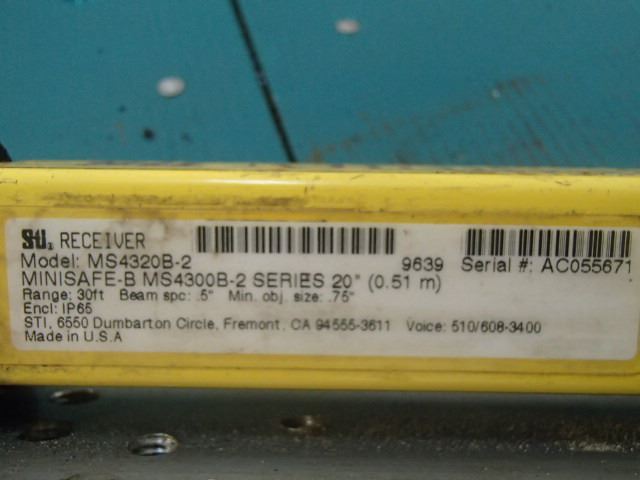 STI RECEIVER
Model: MS4320B-2 9639 Serial #: AC055671
MINISAFE-B MS4300B-2 SERIES 20" (0.51 m)
Range: 30ft Beam spc: .5" Min. obj. size: .75"
Encl: IP65
STI, 6550 Dumbarton Circle, Fremont, CA 94555-3611 Voice: 510/608-3400
Made in U.S.A